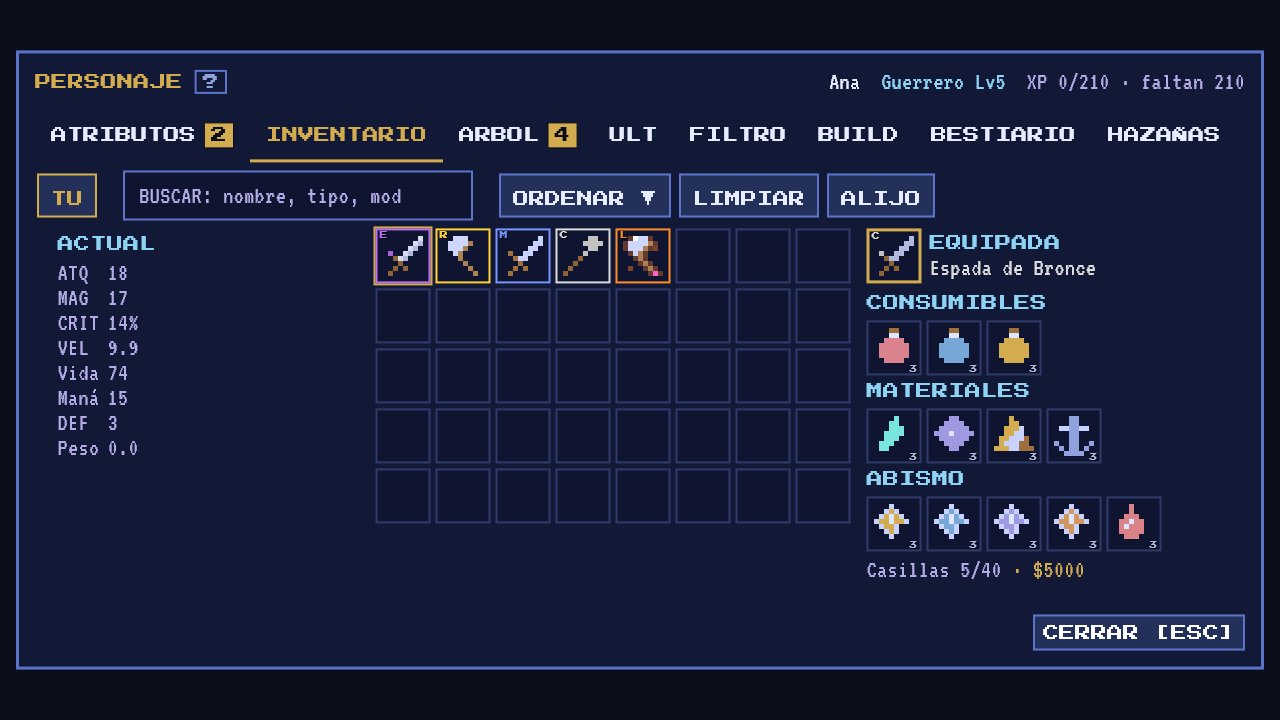 PERSONAJE ?
Ana Guerrero Lv5 XP 0/210 · faltan 210
ATRIBUTOS 2 INVENTARIO ARBOL 4 ULT FILTRO BUILD BESTIARIO HAZAÑAS
TU BUSCAR: nombre, tipo, mod ORDENAR ▼ LIMPIAR ALIJO
ACTUAL
ATQ 18
MAG 17
CRIT 14%
VEL 9.9
Vida 74
Maná 15
DEF 3
Peso 0.0
E R M C L
C EQUIPADA
Espada de Bronce
CONSUMIBLES
3 3 3
MATERIALES
3 3 3 3
ABISMO
3 3 3 3 3
Casillas 5/40 · $5000
CERRAR [ESC]